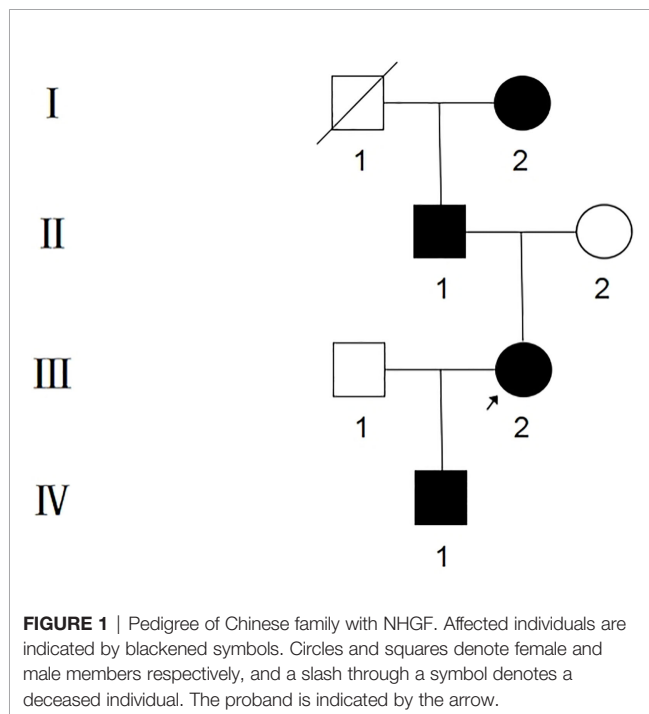 I
1 2
II
1 2
III
1 2
IV
1
FIGURE 1 | Pedigree of Chinese family with NHGF. Affected individuals are
indicated by blackened symbols. Circles and squares denote female and
male members respectively, and a slash through a symbol denotes a
deceased individual. The proband is indicated by the arrow.